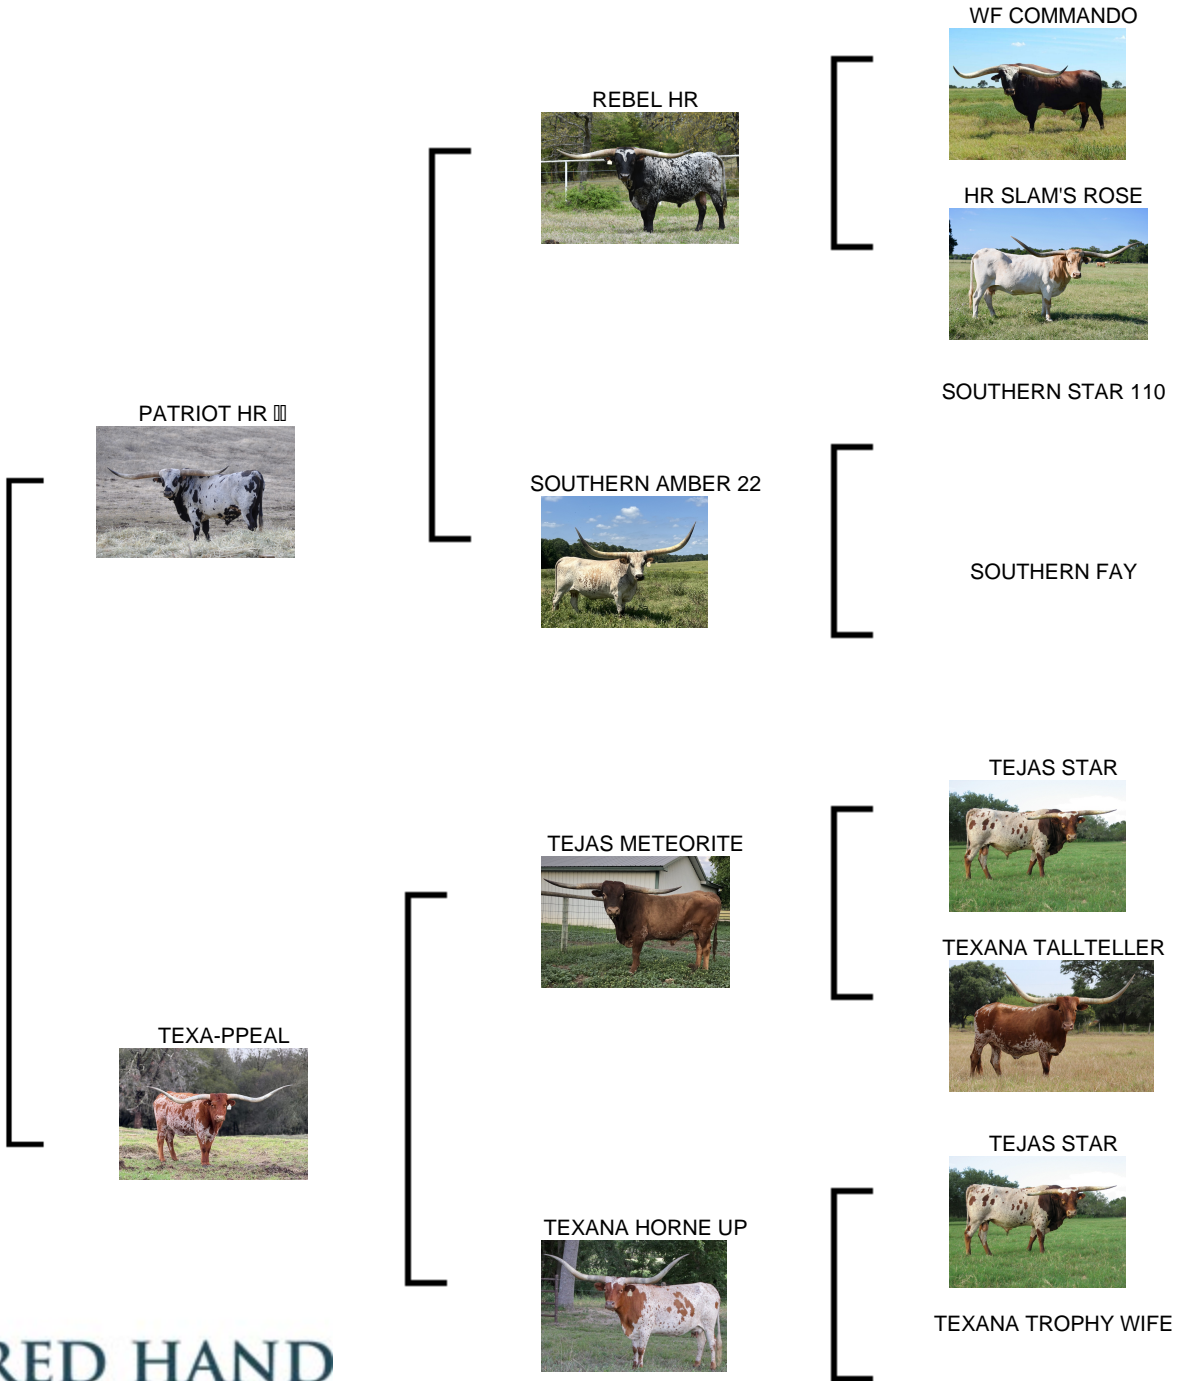 WF COMMANDO
REBEL HR
HR SLAM'S ROSE
SOUTHERN STAR 110
PATRIOT HR
SOUTHERN AMBER 22
SOUTHERN FAY
TEJAS STAR
TEJAS METEORITE
TEXANA TALLTELLER
TEXA-PPEAL
TEJAS STAR
TEXANA HORNE UP
TEXANA TROPHY WIFE
RED HAND